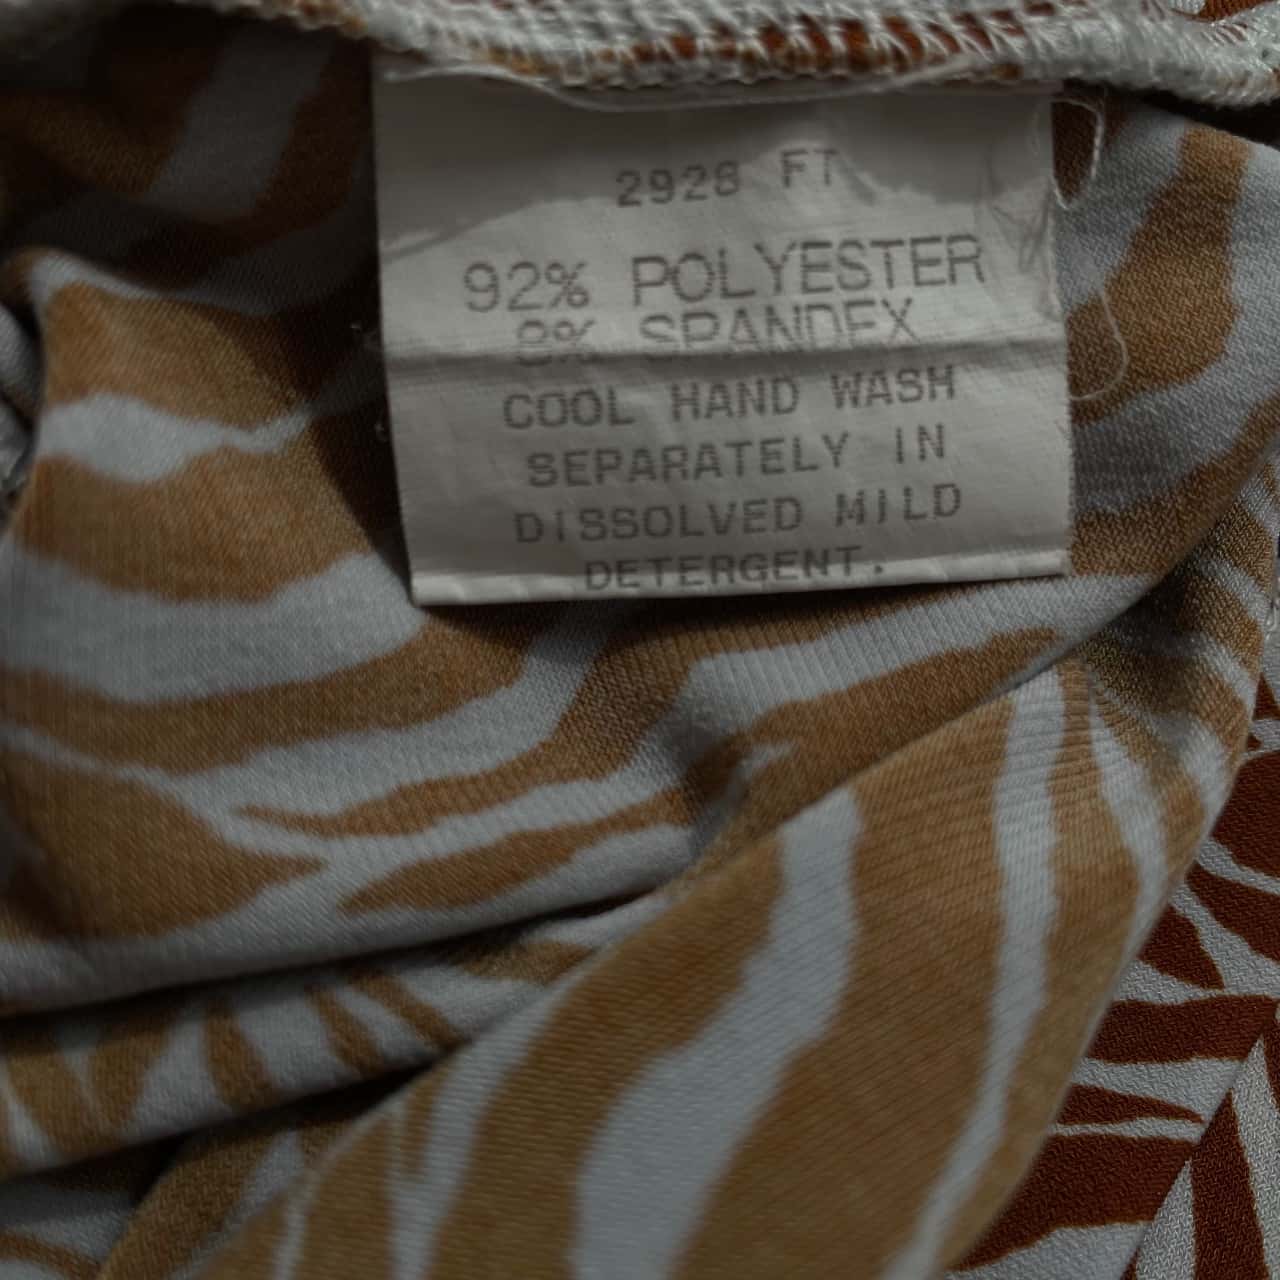 2928 FT
92% POLYESTER
8% SPANDEX
COOL HAND WASH
SEPARATELY IN
DISSOLVED MILD
DETERGENT.